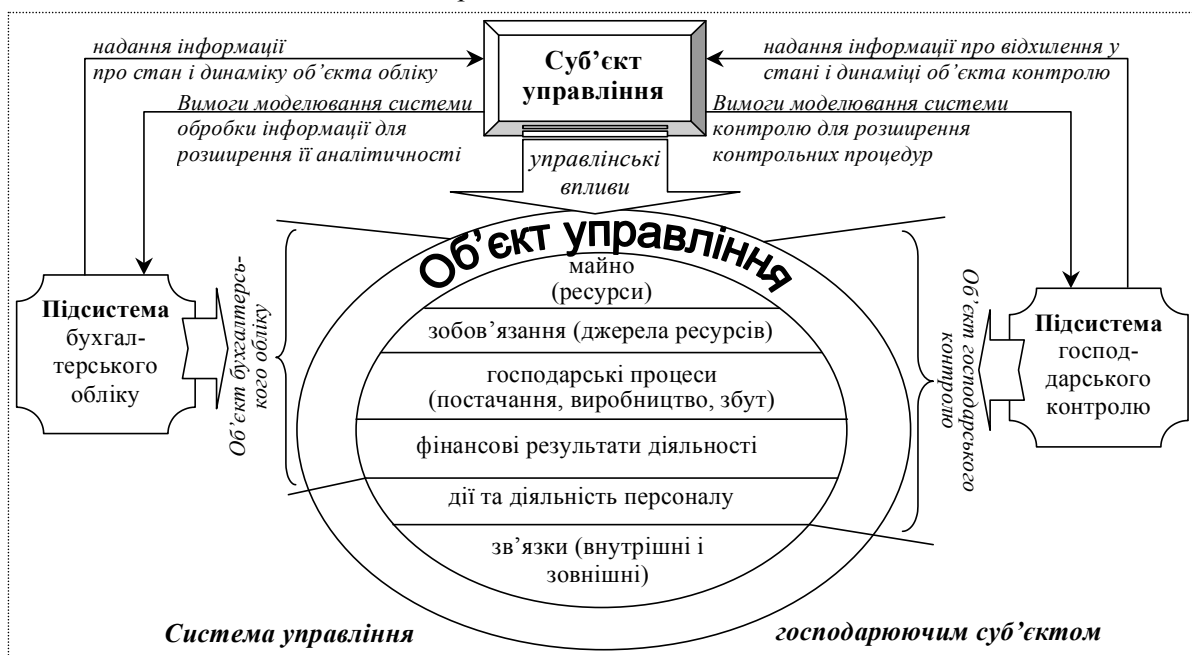 надання інформації
про стан і динаміку об’єкта обліку
Вимоги моделювання системи
обробки інформації для
розширення її аналітичності
Суб’єкт
управління
надання інформації про відхилення у
стані і динаміці об’єкта контролю
Вимоги моделювання системи
контролю для розширення
контрольних процедур
управлінські
впливи
Об’єкт управління
майно
(ресурси)
зобов’язання (джерела ресурсів)
господарські процеси
(постачання, виробництво, збут)
фінансові результати діяльності
дії та діяльність персоналу
зв’язки (внутрішні і
зовнішні)
Підсистема
бухгал-
терського
обліку
Об’єкт бухгалтерсь-
кого обліку
Об’єкт господарського
контролю
Підсистема
господ-
дарського
контролю
Система управління
господарюючим суб’єктом